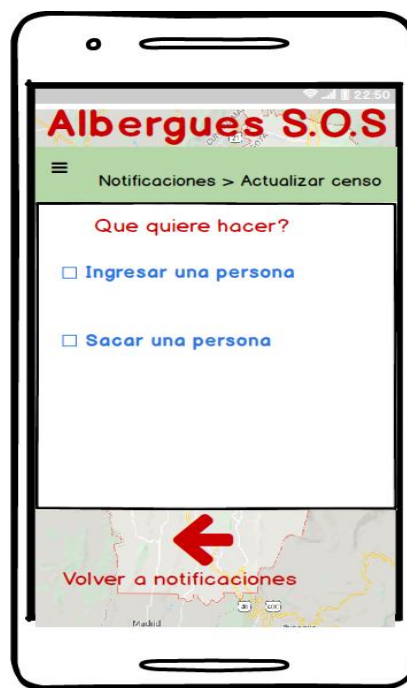 22:50
Albergues S.O.S
Notificaciones > Actualizar censo
Que quiere hacer?
Ingresar una persona
Sacar una persona
Volver a notificaciones
Madrid